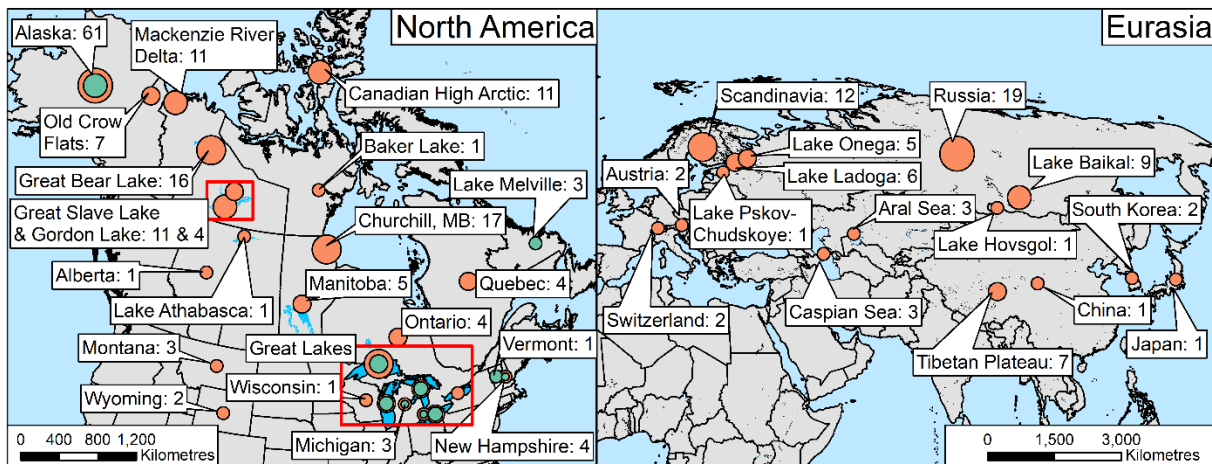 North America
Alaska: 61
Mackenzie River
Delta: 11
Canadian High Arctic: 11
Old Crow
Flats: 7
Baker Lake: 1
Great Bear Lake: 16
Lake Melville: 3
Great Slave Lake
& Gordon Lake: 11 & 4
Churchill, MB: 17
Alberta: 1
Manitoba: 5
Quebec: 4
Lake Athabasca: 1
Ontario: 4
Montana: 3
Great Lakes
Vermont: 1
Wisconsin: 1
Wyoming: 2
Michigan: 3
New Hampshire: 4
0 400 800 1,200
Kilometres
Eurasia
Scandinavia: 12
Russia: 19
Lake Onega: 5
Lake Ladoga: 6
Lake Baikal: 9
Austria: 2
Lake Pskov-
Chudskoye: 1
Aral Sea: 3
South Korea: 2
Lake Hovsgol: 1
Switzerland: 2
Caspian Sea: 3
China: 1
Japan: 1
Tibetan Plateau: 7
0 1,500 3,000
Kilometres